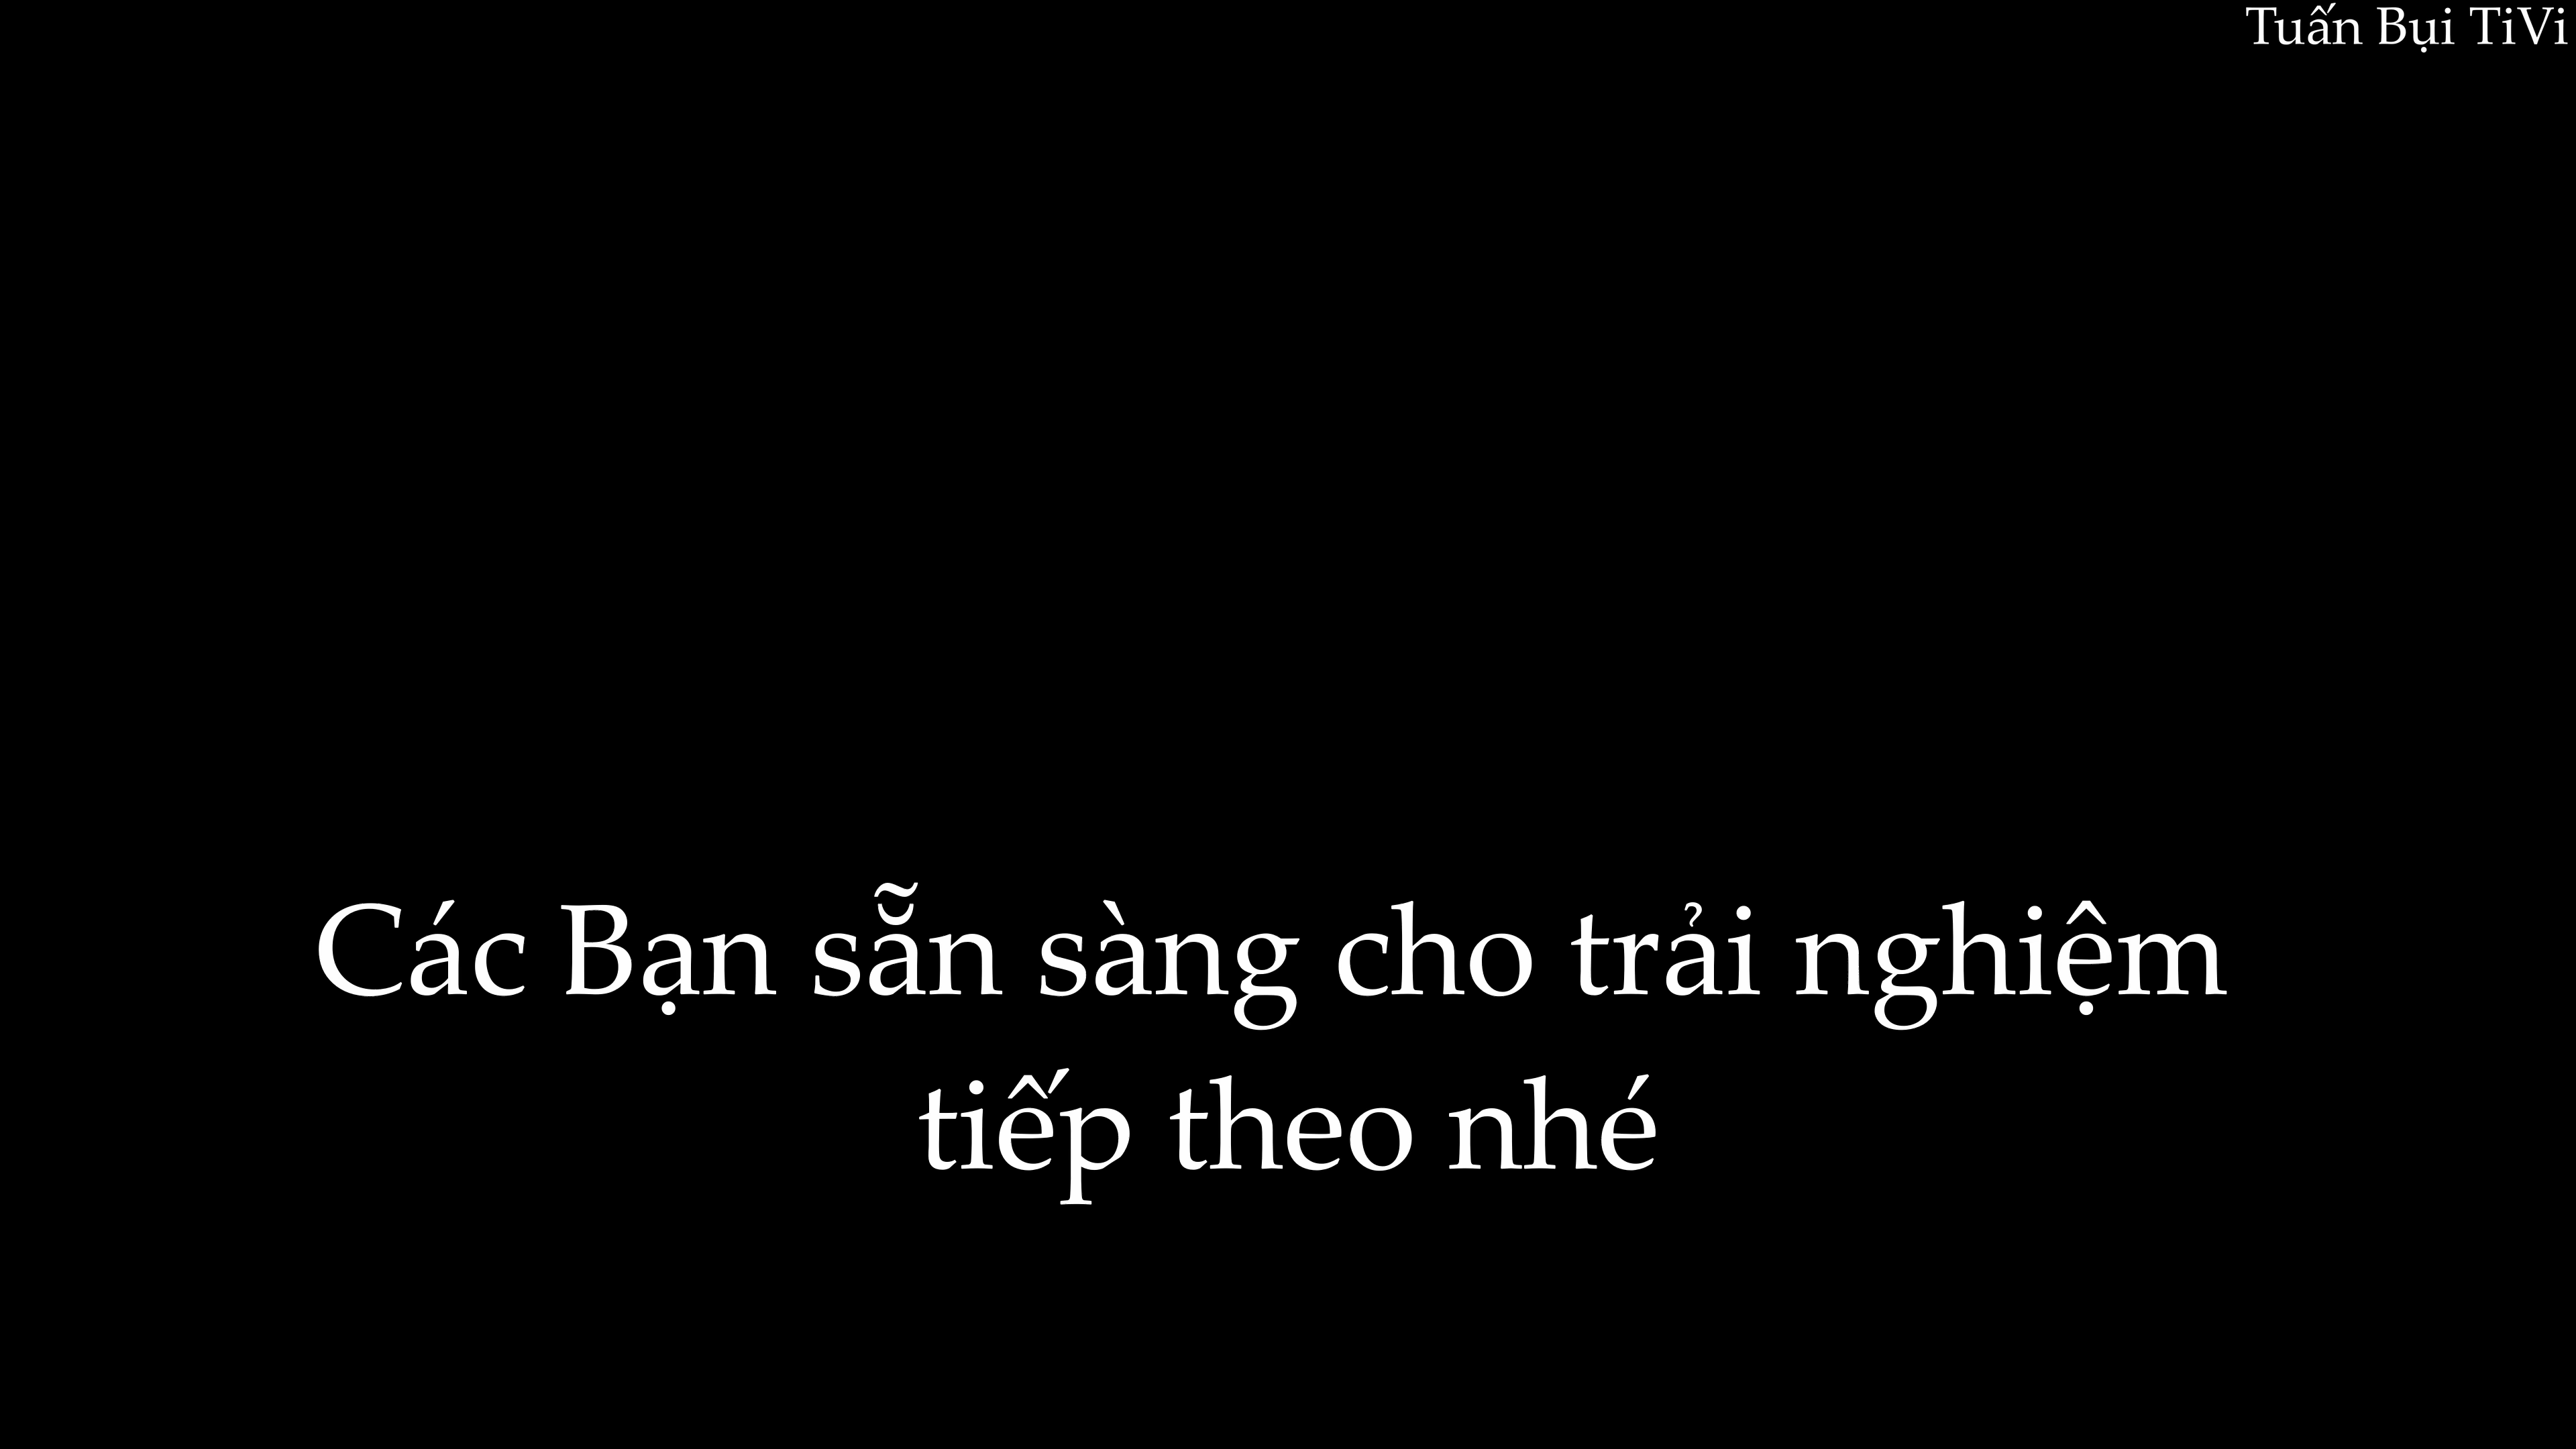 Tuấn Bụi TiVi
Các Bạn sẵn sàng cho trải nghiệm
tiếp theo nhé